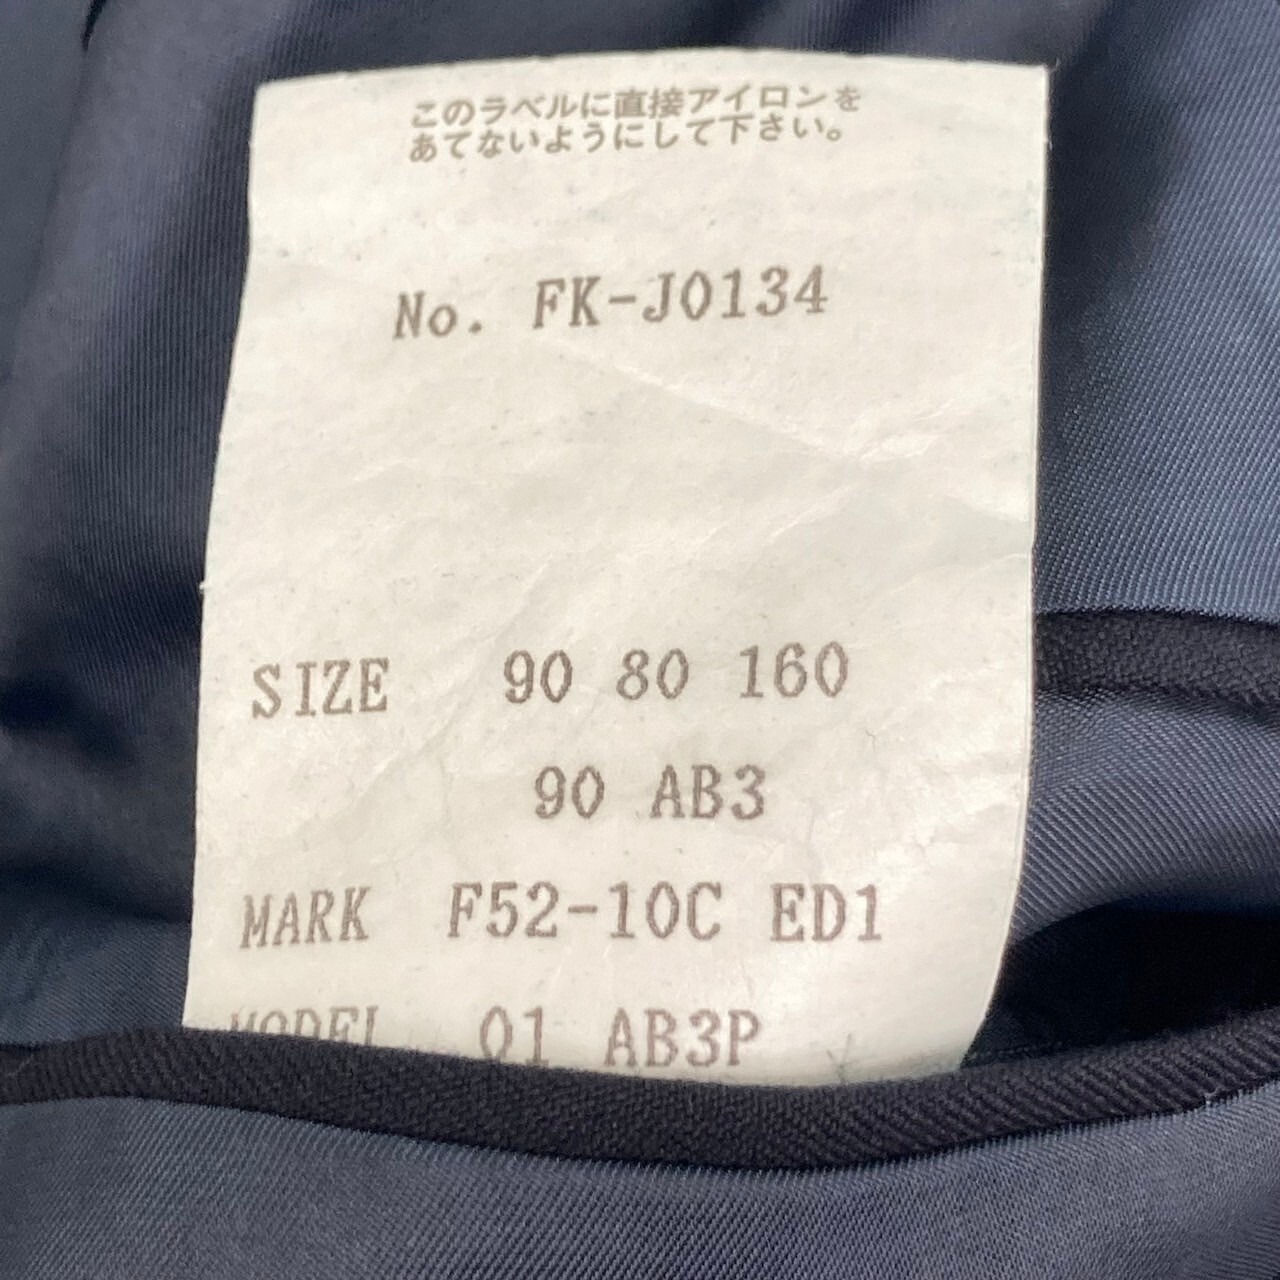 このラベルに直接アイロンを
あてないようにして下さい。
No. FK-J0134
SIZE 90 80 160
90 AB3
MARK F52-10C ED1
MODEL Q1 AB3P